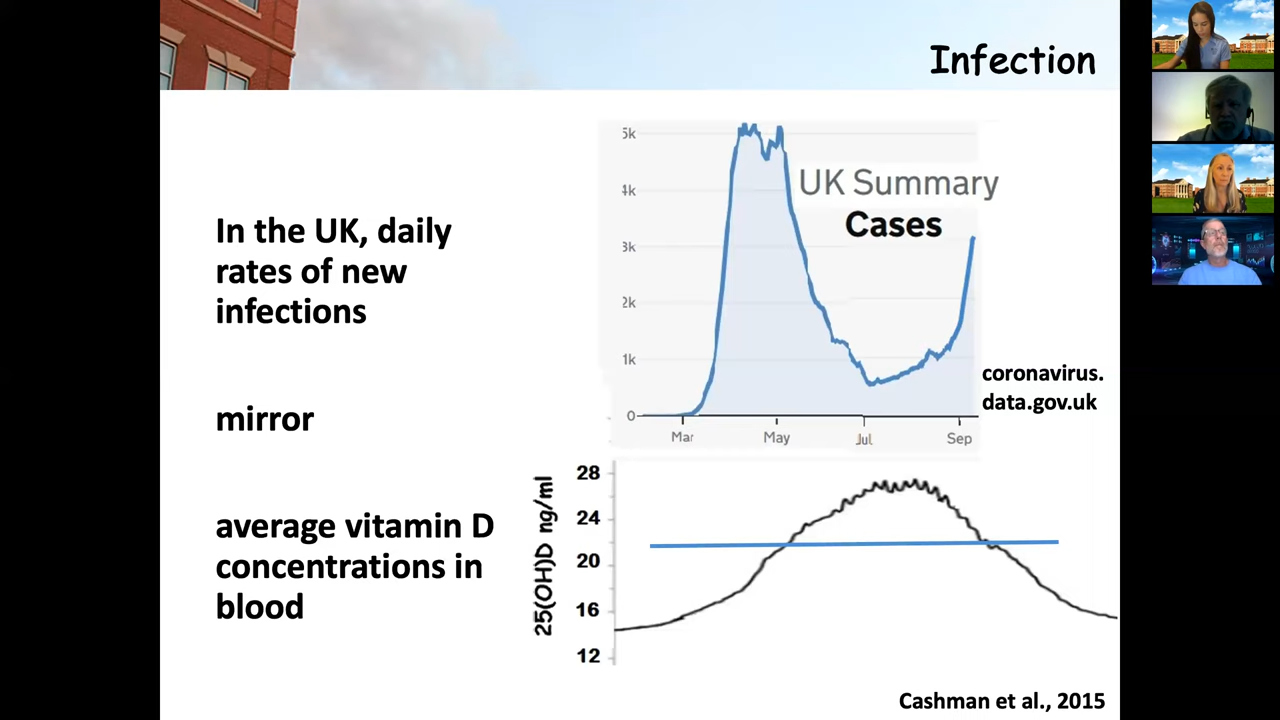 Infection
In the UK, daily
rates of new
infections
mirror
average vitamin D
concentrations in
blood
UK Summary
Cases
5k
4k
3k
2k
1k
0
Mar May Jul Sep
coronavirus.
data.gov.uk
25(OH)D ng/ml
28
24
20
16
12
Cashman et al., 2015